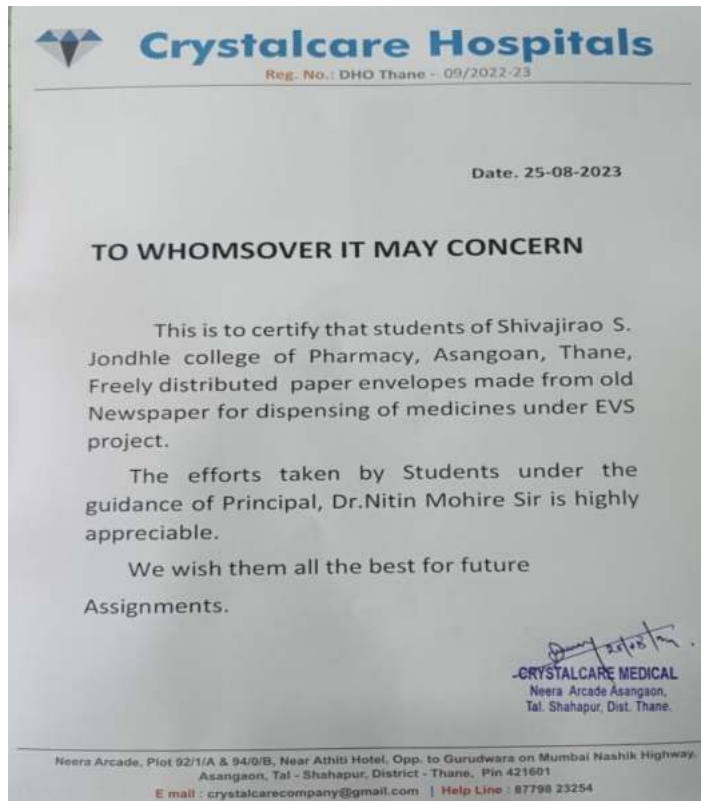 Crystalcare Hospitals
Reg. No.: DHO Thane - 09/2022-23
Date. 25-08-2023
TO WHOMSOVER IT MAY CONCERN
This is to certify that students of Shivajirao S.
Jondhle college of Pharmacy, Asangoan, Thane,
Freely distributed paper envelopes made from old
Newspaper for dispensing of medicines under EVS
project.
The efforts taken by Students under the
guidance of Principal, Dr.Nitin Mohire Sir is highly
appreciable.
We wish them all the best for future
Assignments.
CRYSTALCARE MEDICAL
Neera Arcade Asangaon,
Tal. Shahapur, Dist. Thane.
Neera Arcade, Plot 92/1/A & 94/0/B, Near Athiti Hotel, Opp. to Gurudwara on Mumbai Nashik Highway,
Asangaon, Tal - Shahapur, District - Thane, Pin 421601
E mail : crystalcarecompany@gmail.com | Help Line : 87798 23254